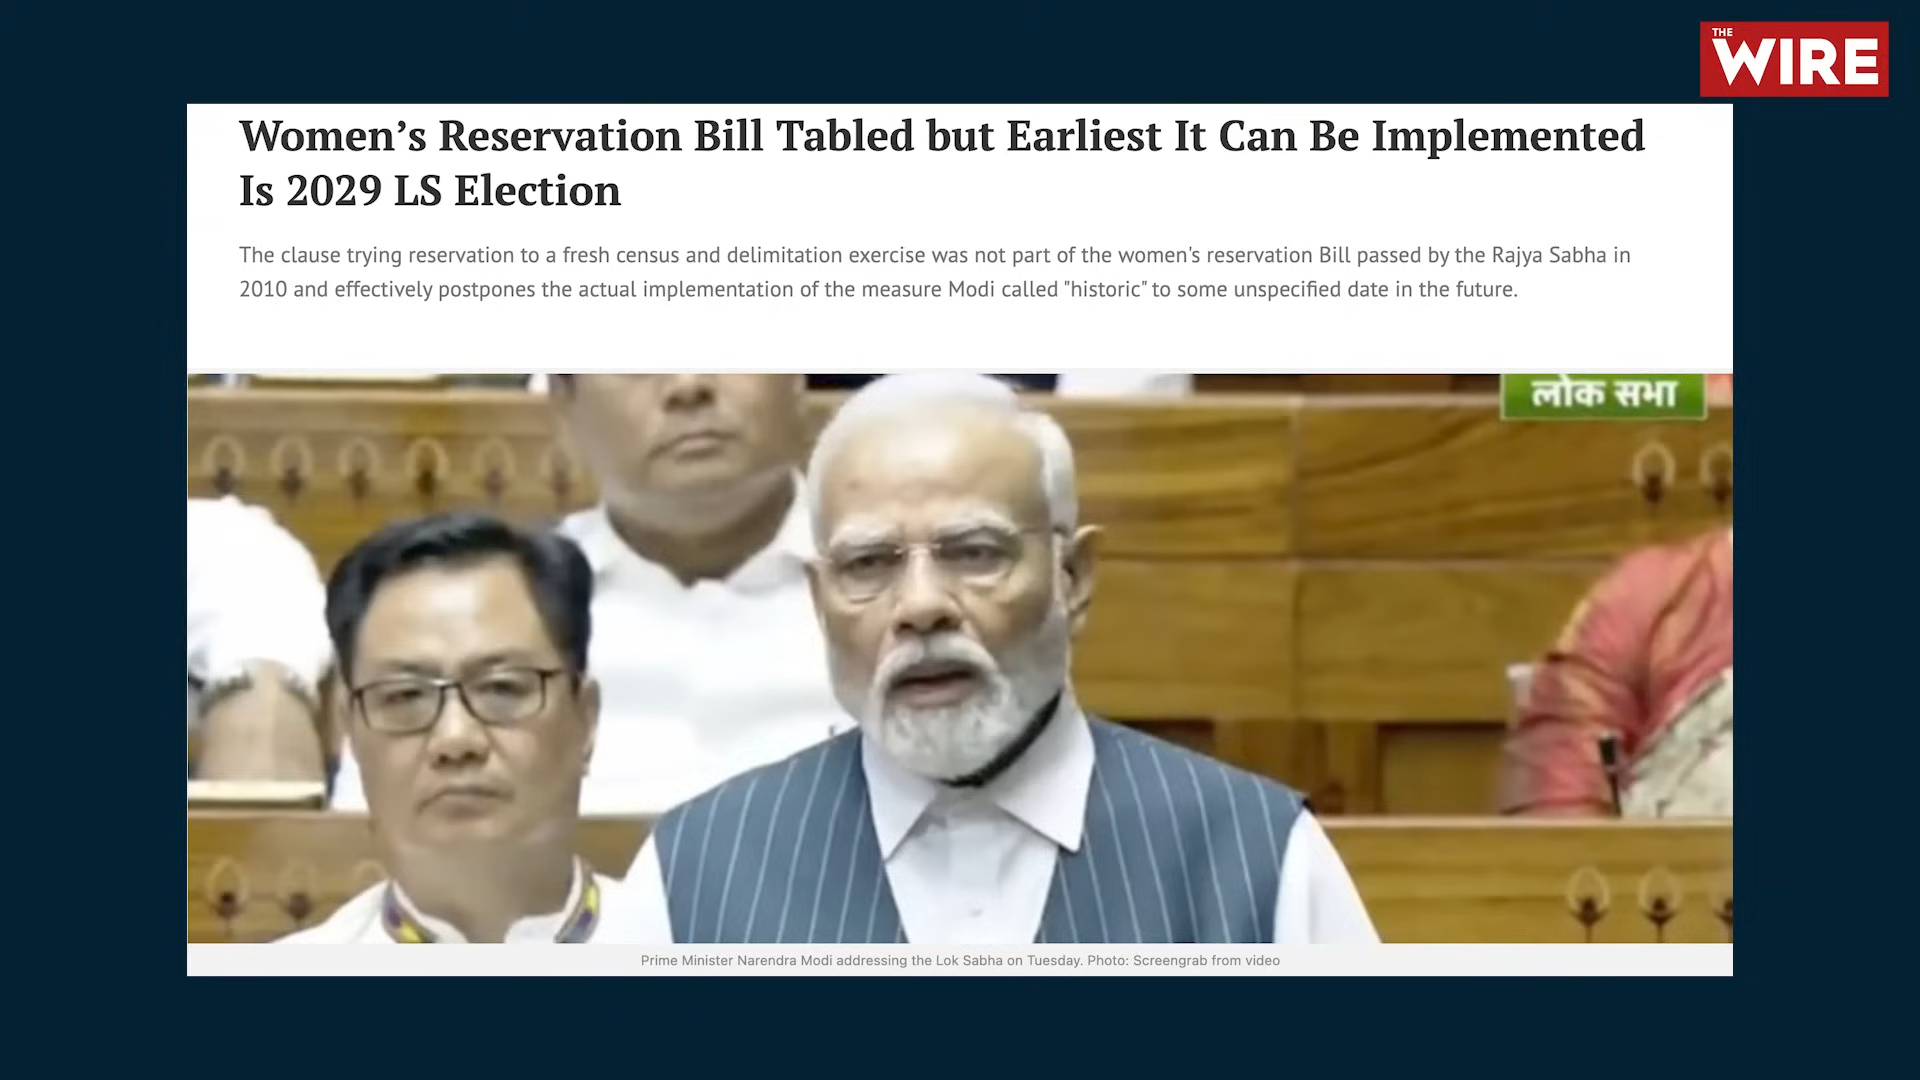 THE
WIRE
Women’s Reservation Bill Tabled but Earliest It Can Be Implemented
Is 2029 LS Election
The clause trying reservation to a fresh census and delimitation exercise was not part of the women's reservation Bill passed by the Rajya Sabha in
2010 and effectively postpones the actual implementation of the measure Modi called "historic" to some unspecified date in the future.
लोक सभा
Prime Minister Narendra Modi addressing the Lok Sabha on Tuesday. Photo: Screengrab from video